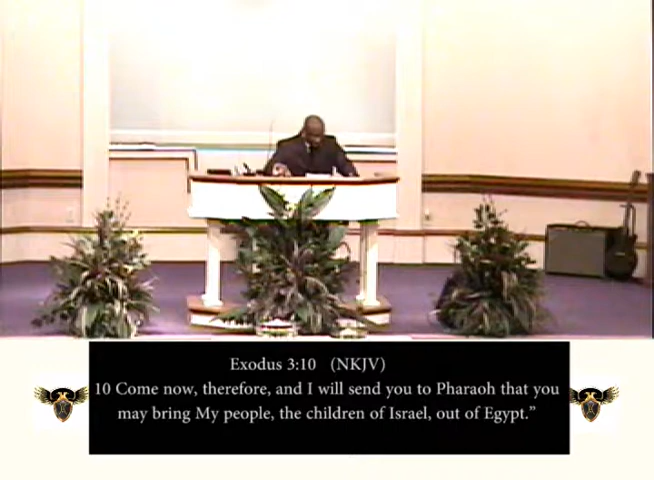 Exodus 3:10 (NKJV)
10 Come now, therefore, and I will send you to Pharaoh that you
may bring My people, the children of Israel, out of Egypt.”